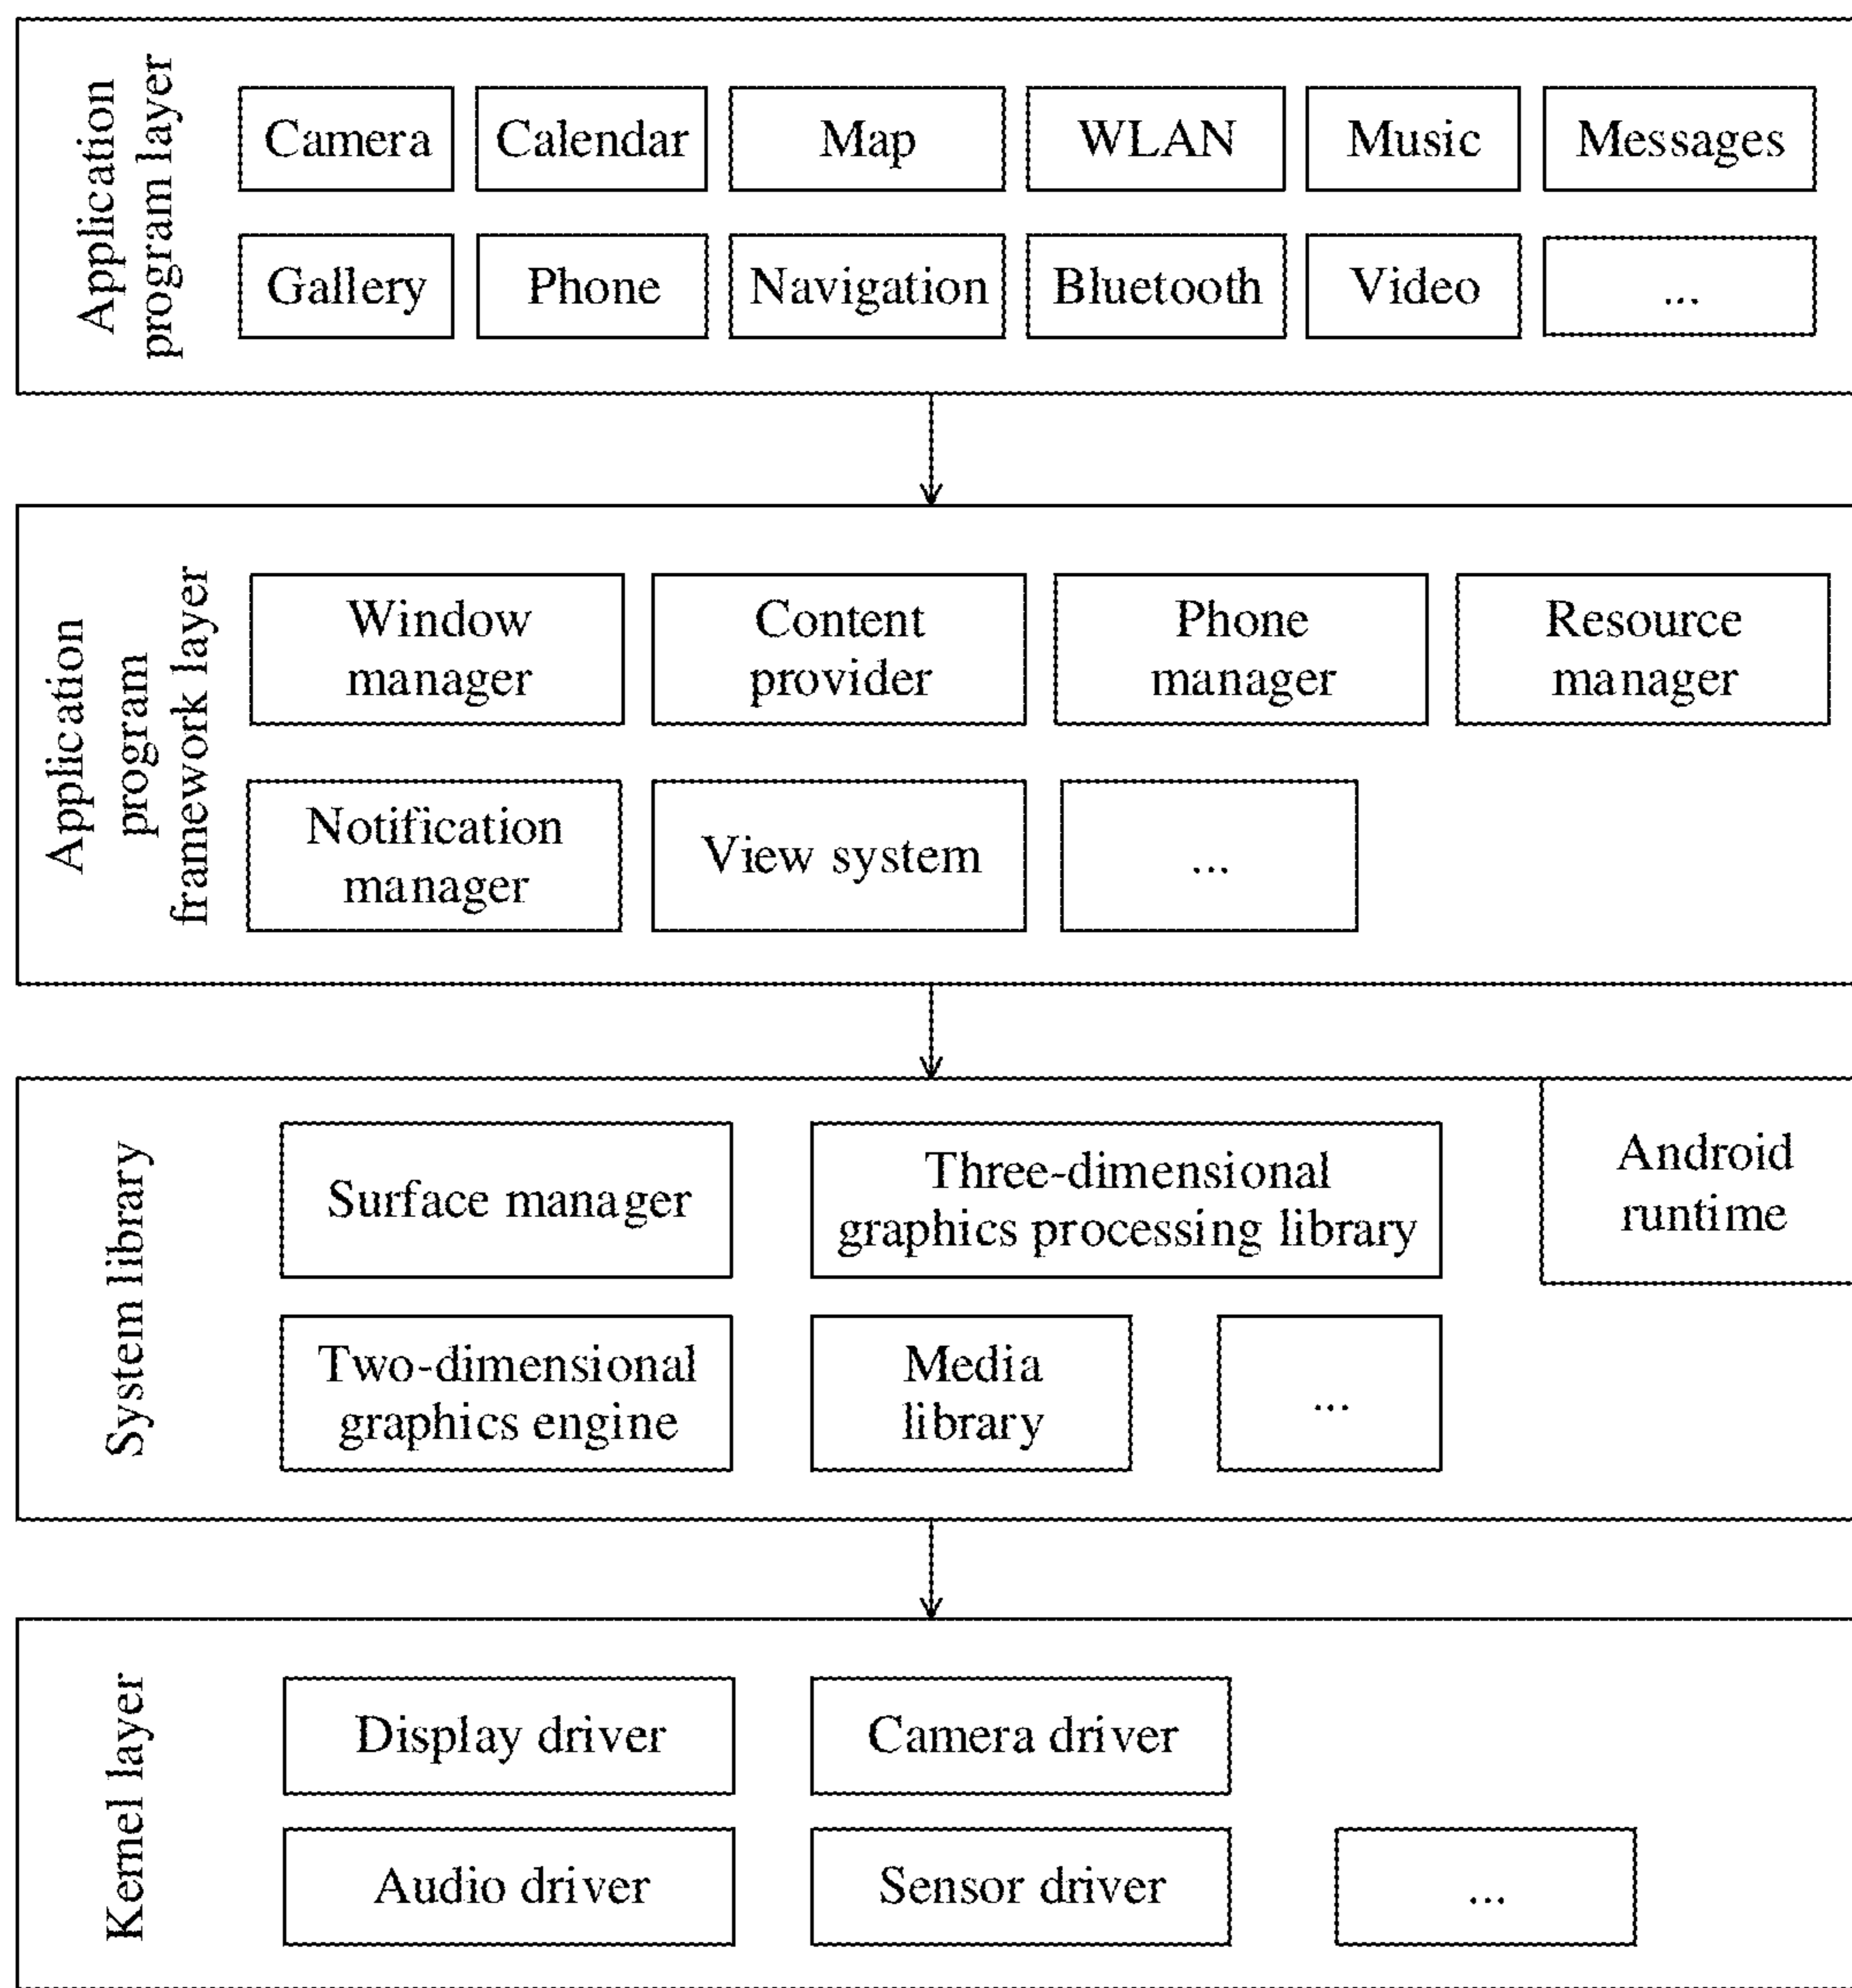 Application
program layer
Camera
Calendar
Map
WLAN
Music
Messages
Gallery
Phone
Navigation
Bluetooth
Video
...
Application
program
framework layer
Window
manager
Content
provider
Phone
manager
Resource
manager
Notification
manager
View system
...
System library
Surface manager
Three-dimensional
graphics processing library
Android
runtime
Two-dimensional
graphics engine
Media
library
...
Kernel layer
Display driver
Camera driver
Audio driver
Sensor driver
...